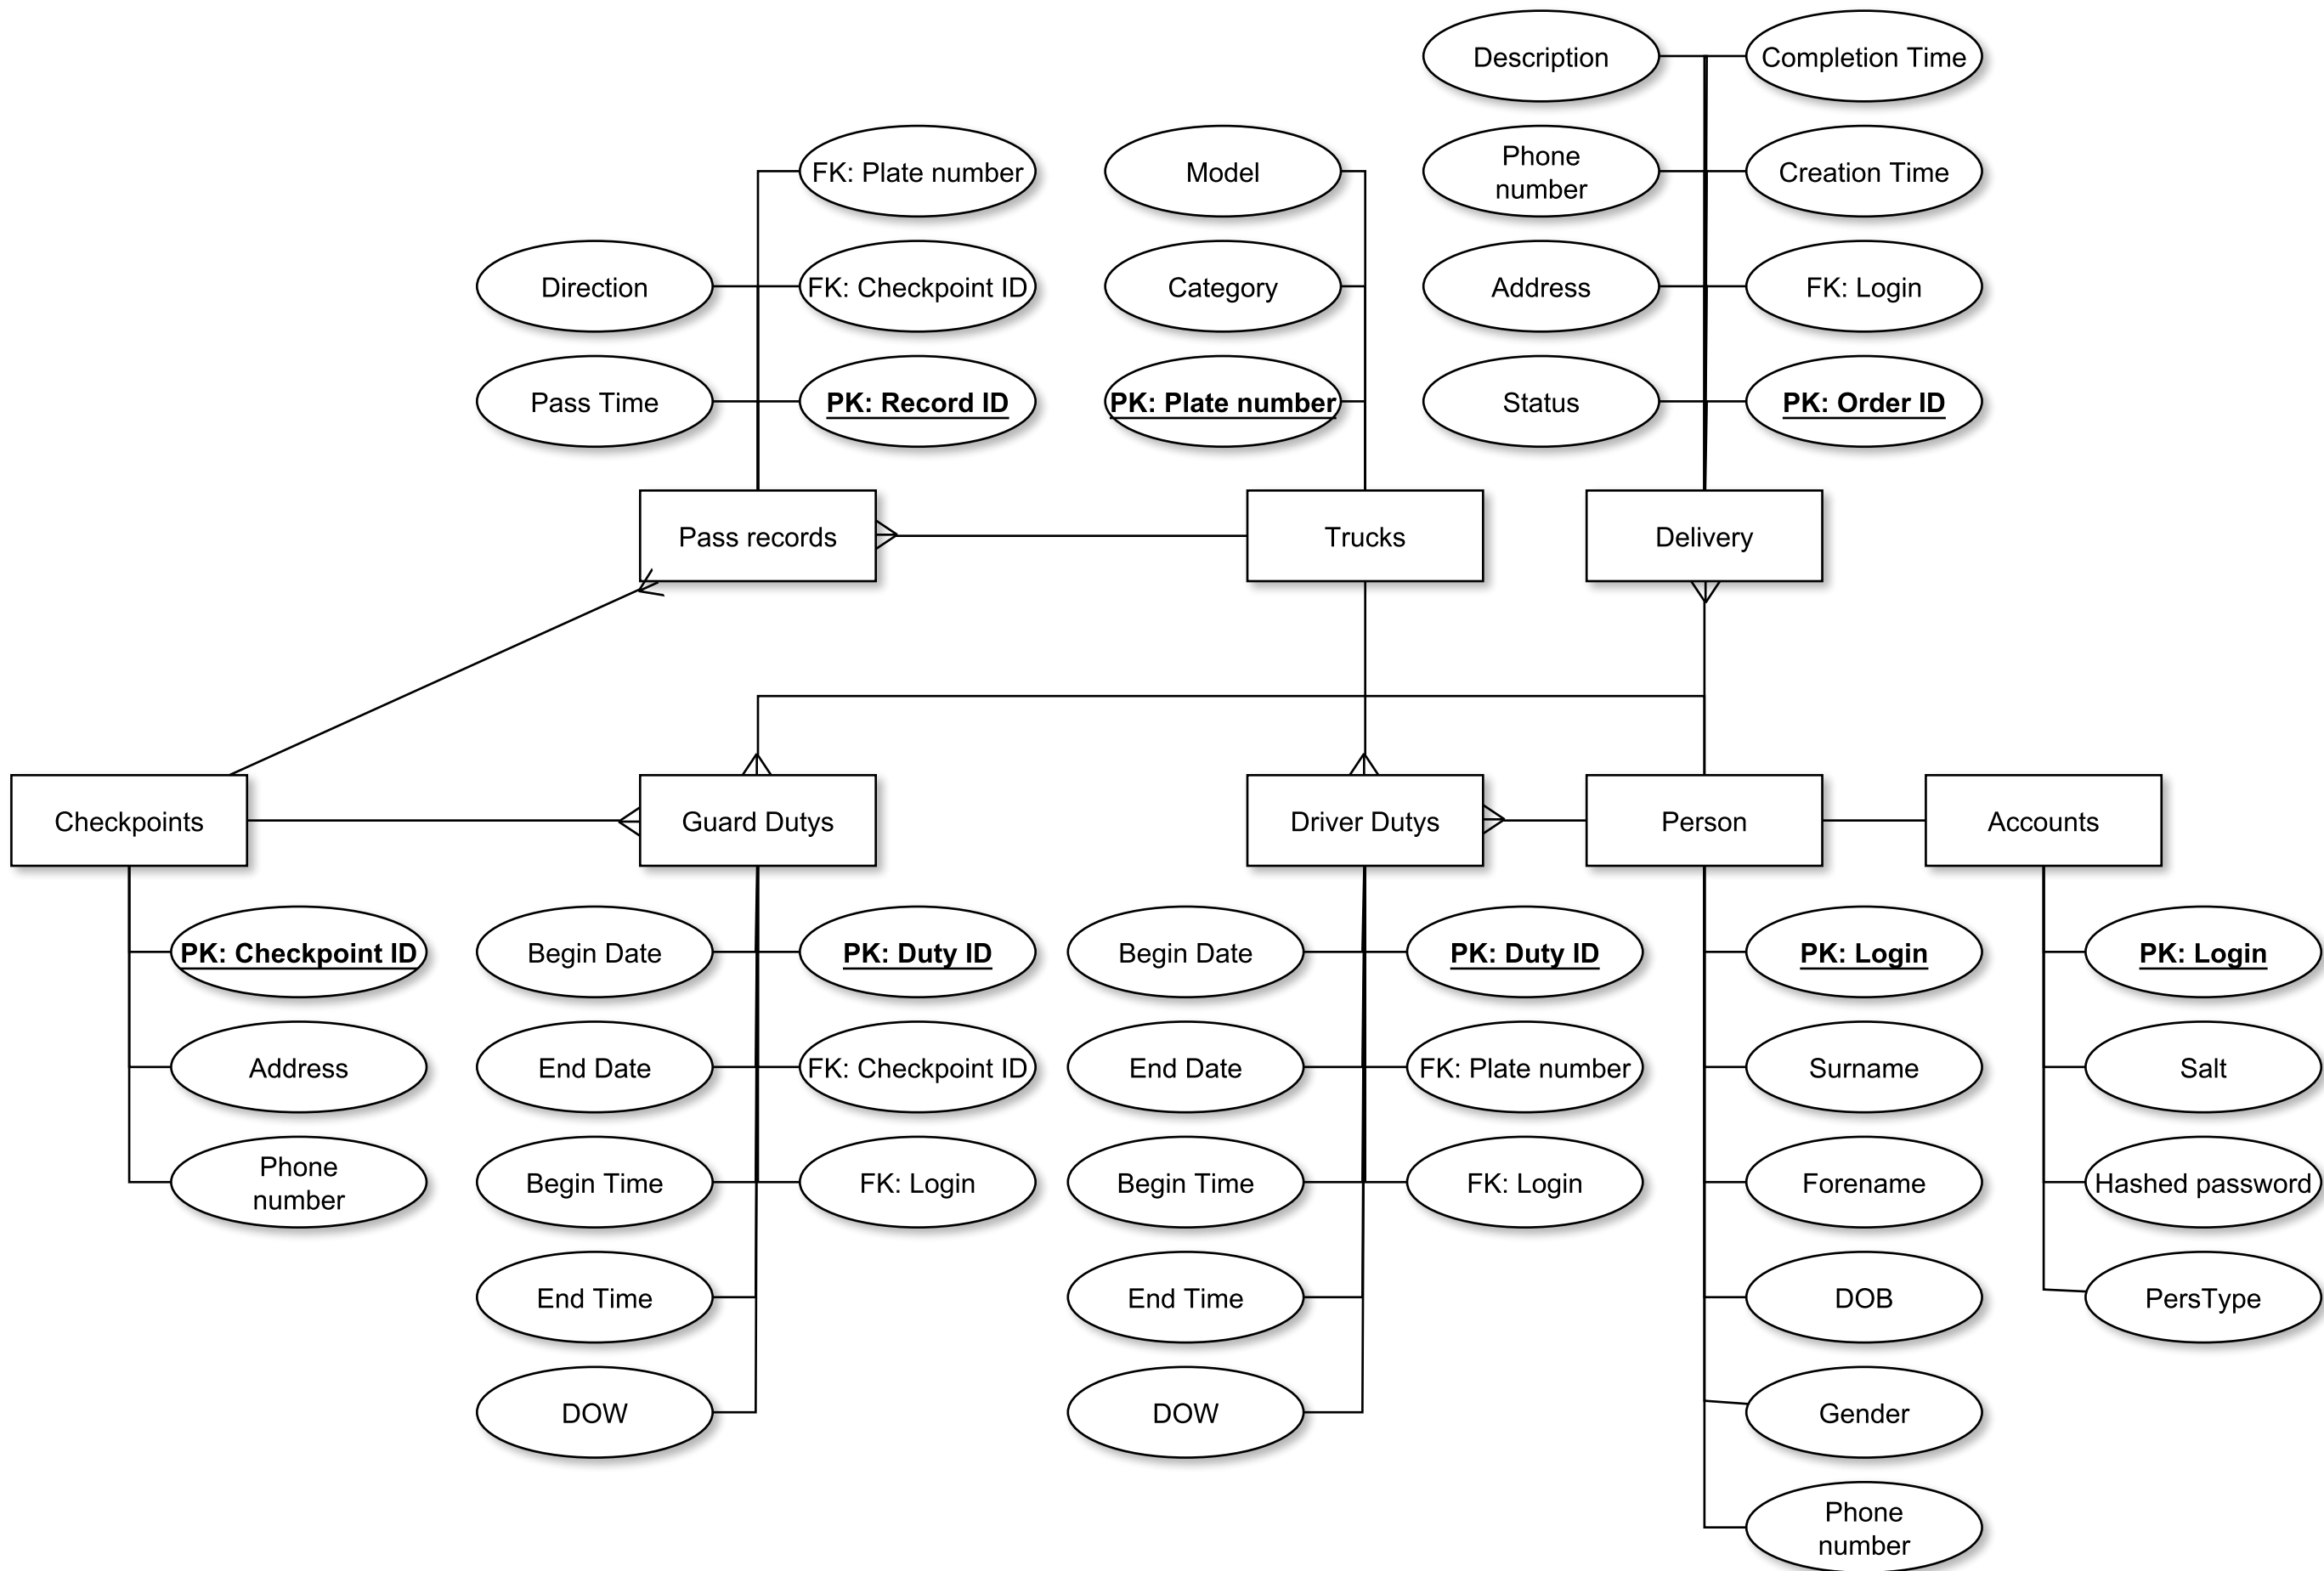 Description
Completion Time
FK: Plate number
Model
Phone
number
Creation Time
Direction
FK: Checkpoint ID
Category
Address
FK: Login
Pass Time
PK: Record ID
PK: Plate number
Status
PK: Order ID
Pass records
Trucks
Delivery
Checkpoints
Guard Dutys
Driver Dutys
Person
Accounts
PK: Checkpoint ID
Begin Date
PK: Duty ID
Begin Date
PK: Duty ID
PK: Login
PK: Login
Address
End Date
FK: Checkpoint ID
End Date
FK: Plate number
Surname
Salt
Phone
number
Begin Time
FK: Login
Begin Time
FK: Login
Forename
Hashed password
End Time
End Time
DOB
PersType
DOW
DOW
Gender
Phone
number